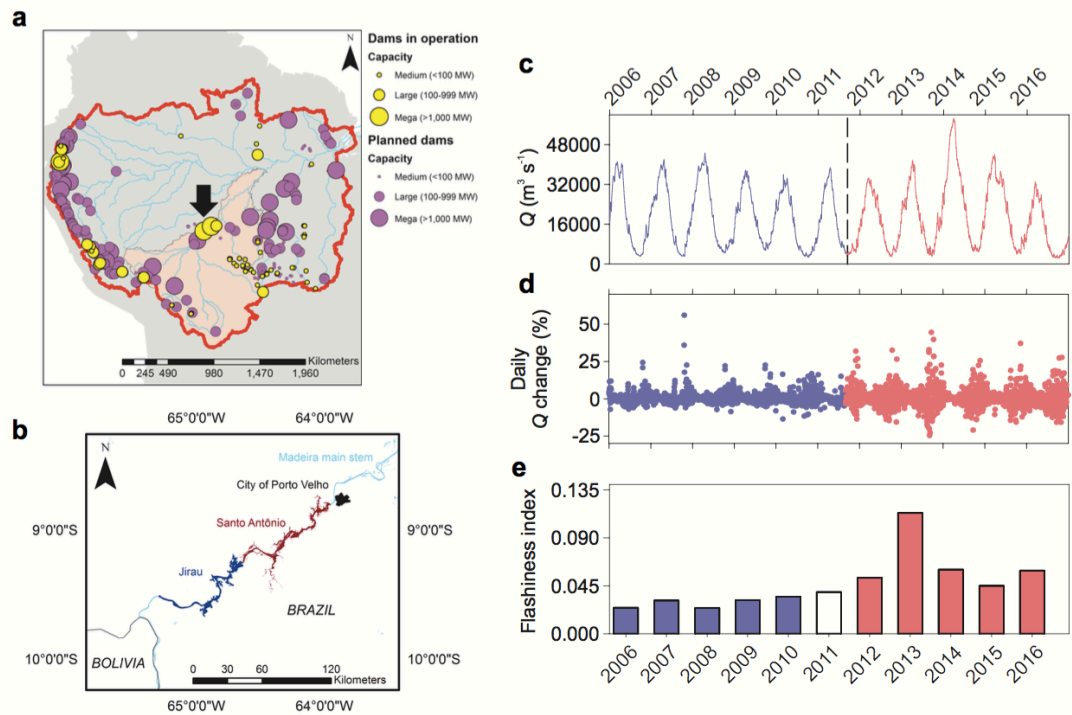 a
N
Dams in operation
Capacity
Medium (<100 MW)
Large (100-999 MW)
Mega (>1,000 MW)
Planned dams
Capacity
Medium (<100 MW)
Large (100-999 MW)
Mega (>1,000 MW)
Kilometers
0 245 490 980 1,470 1,960
b
65°0'0"W 64°0'0"W
N
Madeira main stem
City of Porto Velho
9°0'0"S 9°0'0"S
Santo Antônio
Jirau
BRAZIL
BOLIVIA
10°0'0"S 10°0'0"S
0 30 60 120
Kilometers
65°0'0"W 64°0'0"W
c
2006 2007 2008 2009 2010 2011 2012 2013 2014 2015 2016
Q (m³ s⁻¹)
48000
32000
16000
0
d
Daily
Q change (%)
50
25
0
-25
e
Flashiness index
0.135
0.090
0.045
0.000
2006 2007 2008 2009 2010 2011 2012 2013 2014 2015 2016